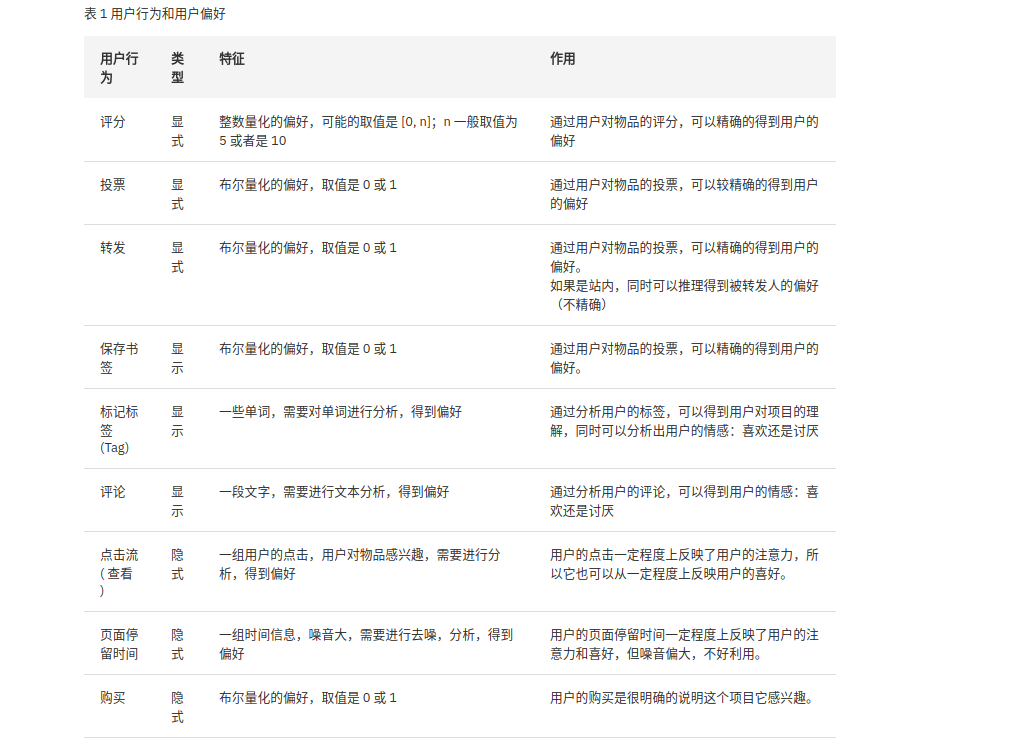 表 1 用户行为和用户偏好
用户行 类 特征 作用
为 型
评分 显 整数量化的偏好，可能的取值是 [0, n]；n 一般取值为 通过用户对物品的评分，可以精确的得到用户的
式 5 或者是 10 偏好
投票 显 布尔量化的偏好，取值是 0 或 1 通过用户对物品的投票，可以较精确的得到用户
式 的偏好
转发 显 布尔量化的偏好，取值是 0 或 1 通过用户对物品的投票，可以精确的得到用户的
式 偏好。
如果是站内，同时可以推理得到被转发人的偏好
（不精确）
保存书 显 布尔量化的偏好，取值是 0 或 1 通过用户对物品的投票，可以精确的得到用户的
签 示 偏好。
标记标 显 一些单词，需要对单词进行分析，得到偏好 通过分析用户的标签，可以得到用户对项目的理
签 示 解，同时可以分析出用户的情感：喜欢还是讨厌
(Tag)
评论 显 一段文字，需要进行文本分析，得到偏好 通过分析用户的评论，可以得到用户的情感：喜
示 欢还是讨厌
点击流 隐 一组用户的点击，用户对物品感兴趣，需要进行分 用户的点击一定程度上反映了用户的注意力，所
( 查看 式 析，得到偏好 以它也可以从一定程度上反映用户的喜好。
)
页面停 隐 一组时间信息，噪音大，需要进行去噪，分析，得到 用户的页面停留时间一定程度上反映了用户的注
留时间 式 偏好 意力和喜好，但噪音偏大，不好利用。
购买 隐 布尔量化的偏好，取值是 0 或 1 用户的购买是很明确的说明这个项目它感兴趣。
式